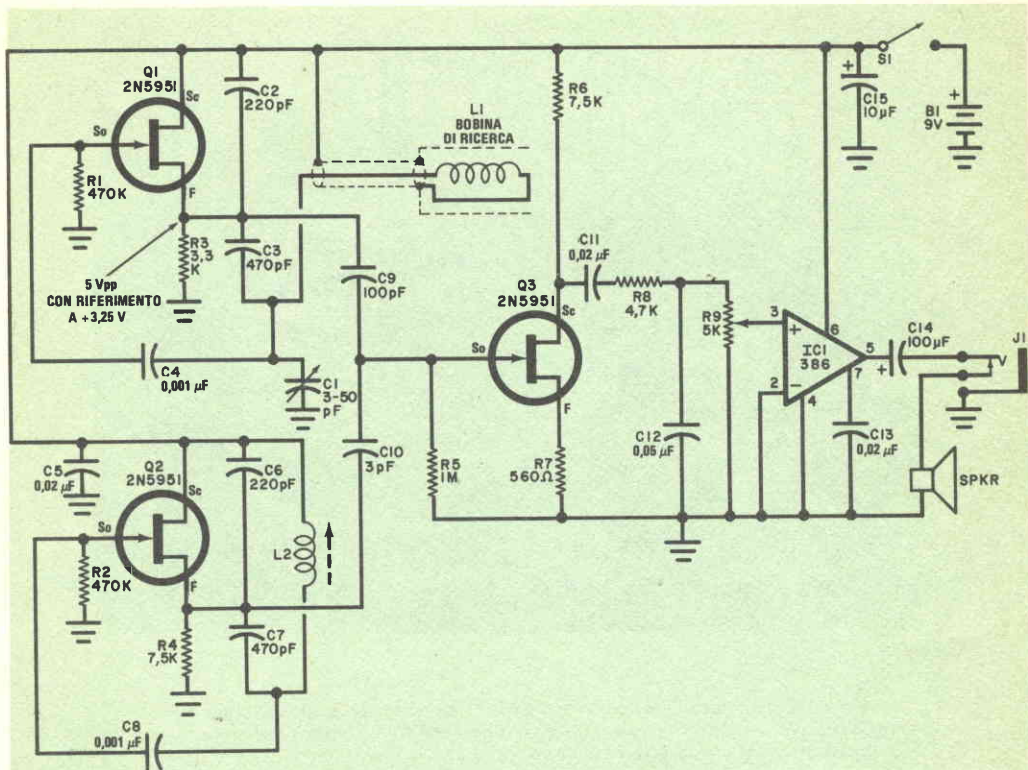 Q1
2N5951
Sc
So
F
R1
470K
C2
220pF
R3
3,3
K
C3
470pF
5 Vpp
CON RIFERIMENTO
A +3,25 V
C4
0,001 µF
C1
3-50
pF
L1
BOBINA
DI RICERCA
C9
100pF
C10
3pF
C5
0,02 µF
Q2
2N5951
Sc
So
F
R2
470K
C6
220pF
L2
C7
470pF
R4
7,5K
C8
0,001 µF
R6
7,5K
Q3
2N5951
Sc
So
F
R5
1M
R7
560Ω
C11
0,02 µF
R8
4,7K
C12
0,05 µF
R9
5K
3
+
2
−
IC1
386
6
5
7
4
C13
0,02 µF
+
C14
100µF
J1
V
SPKR
+
C15
10µF
S1
+
B1
9V